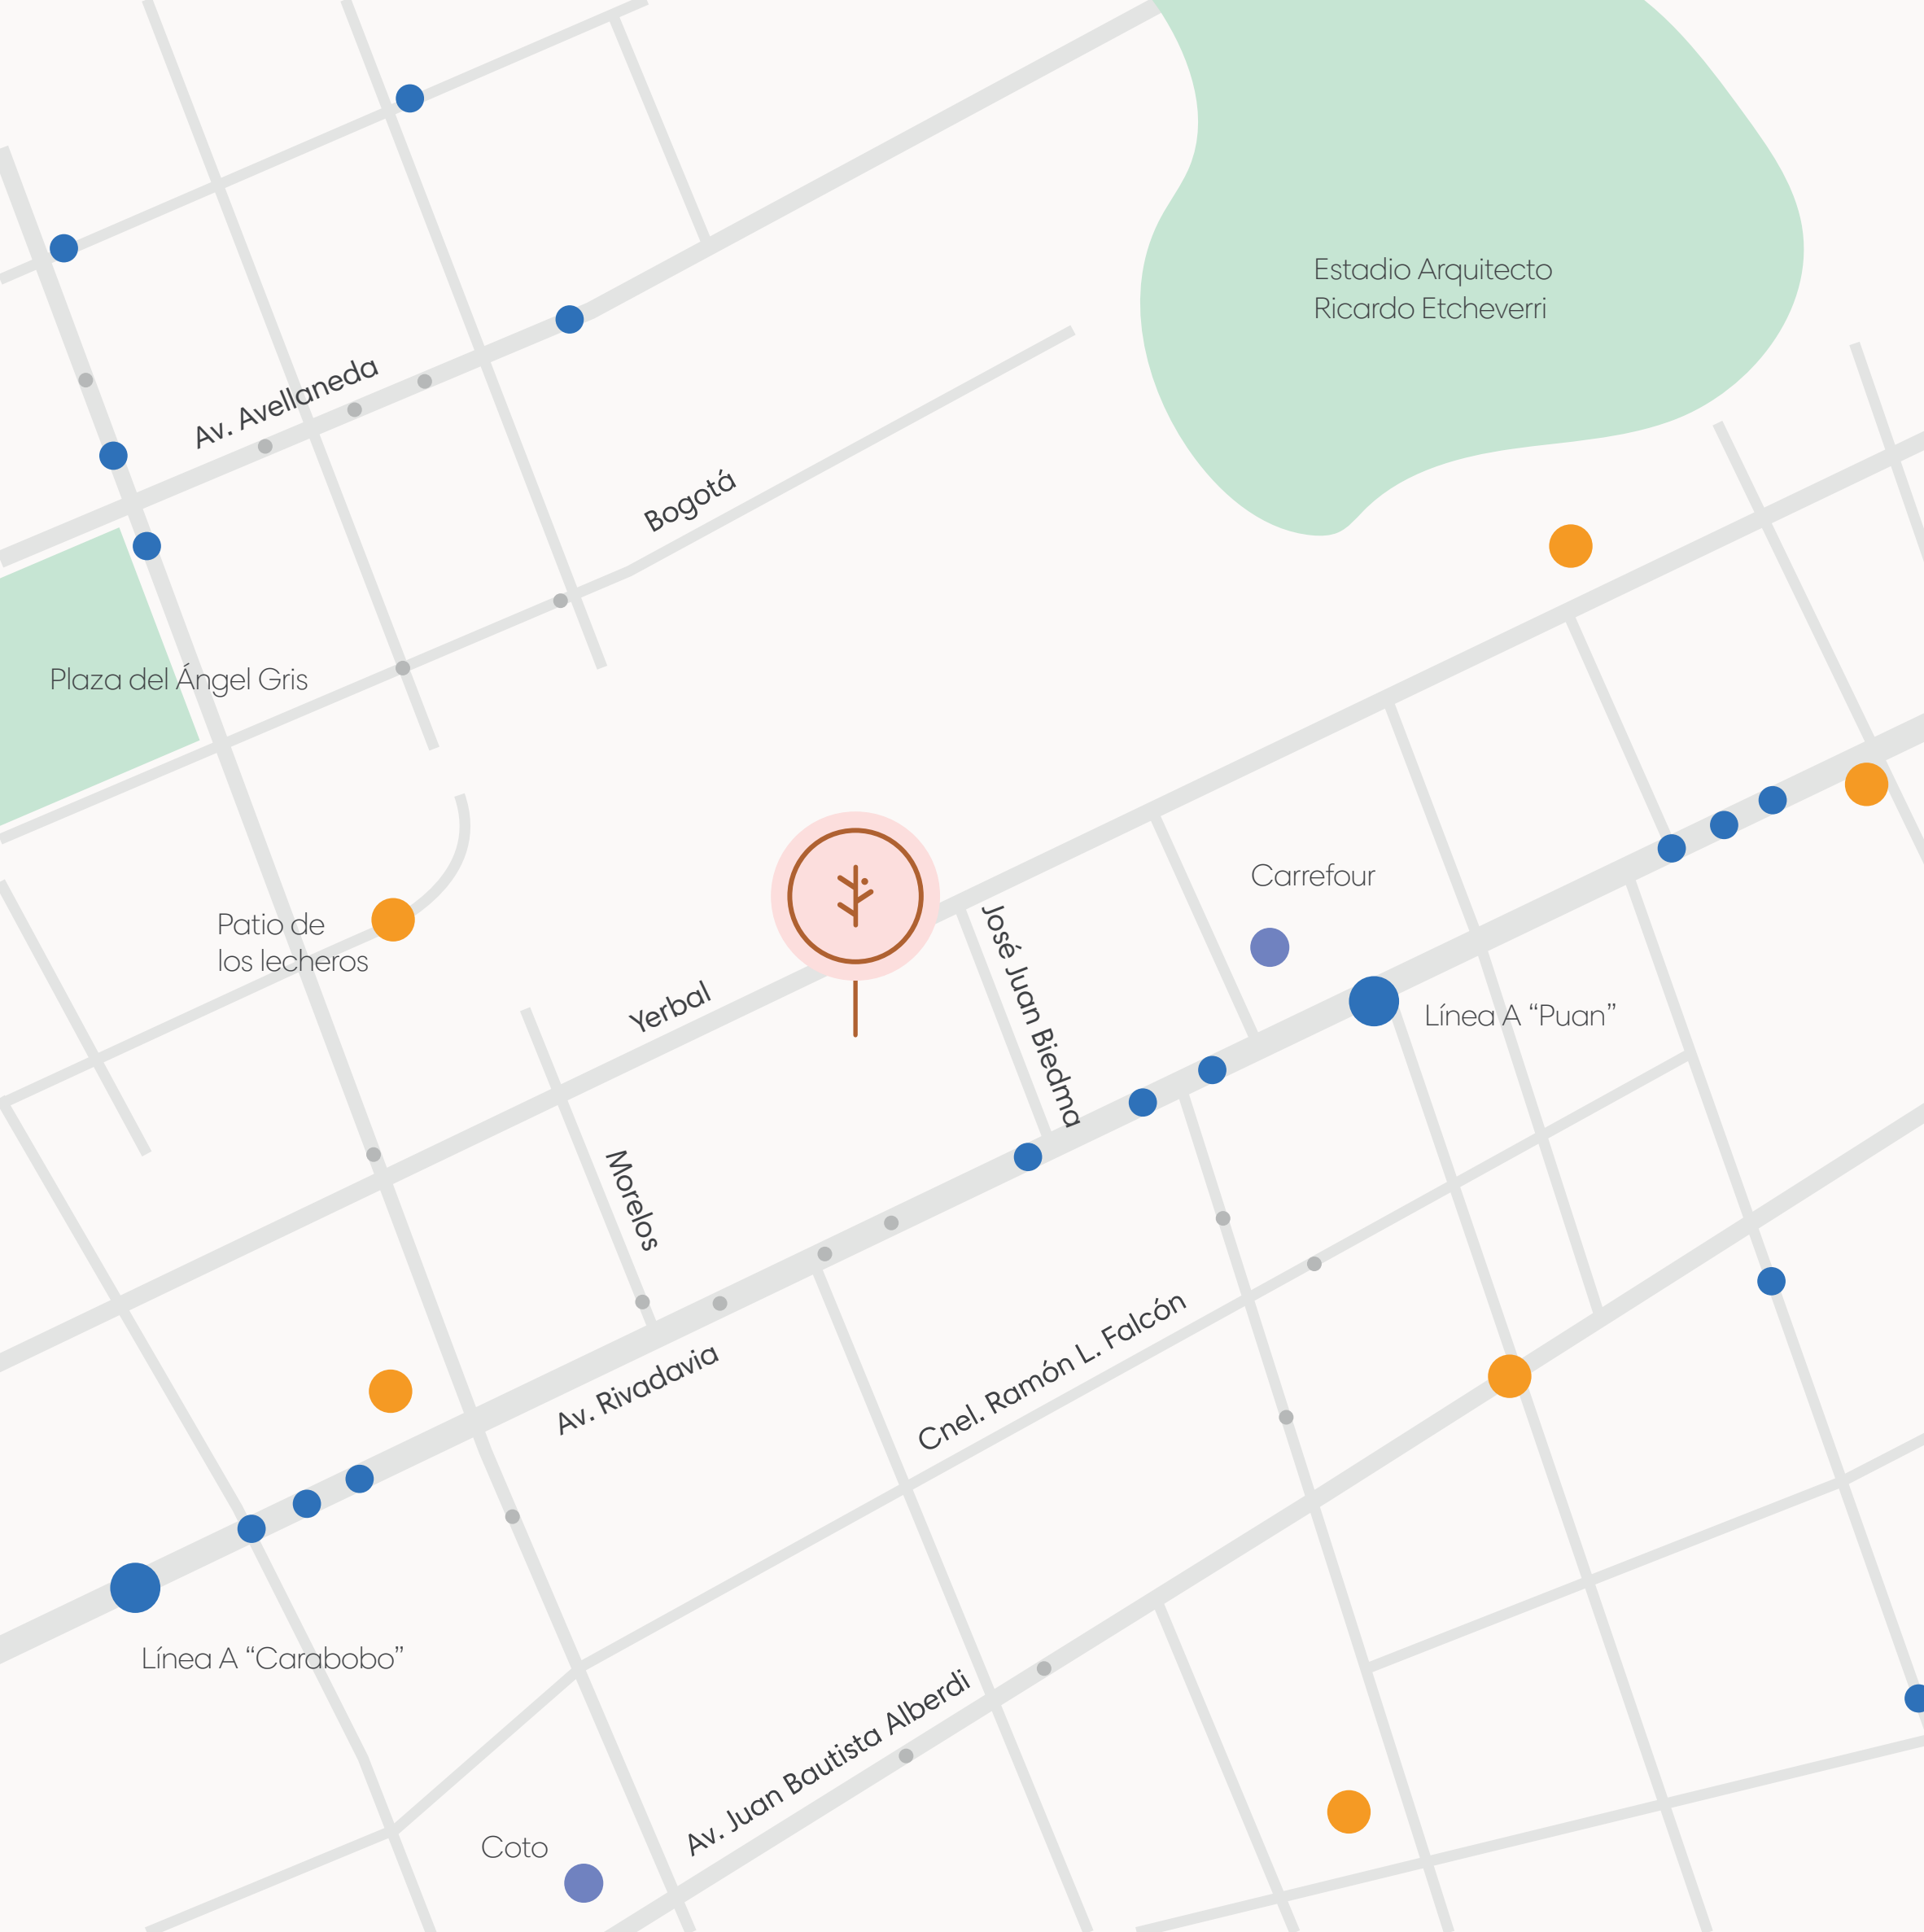 Estadio Arquitecto
Ricardo Etcheverri
Av. Avellaneda
Bogotá
Plaza del Ángel Gris
Carrefour
Patio de
los lecheros
José Juan Biedma
Yerbal
Línea A “Puan”
Morelos
Av. Rivadavia
Cnel. Ramón L. Falcón
Línea A “Carabobo”
Av. Juan Bautista Alberdi
Coto